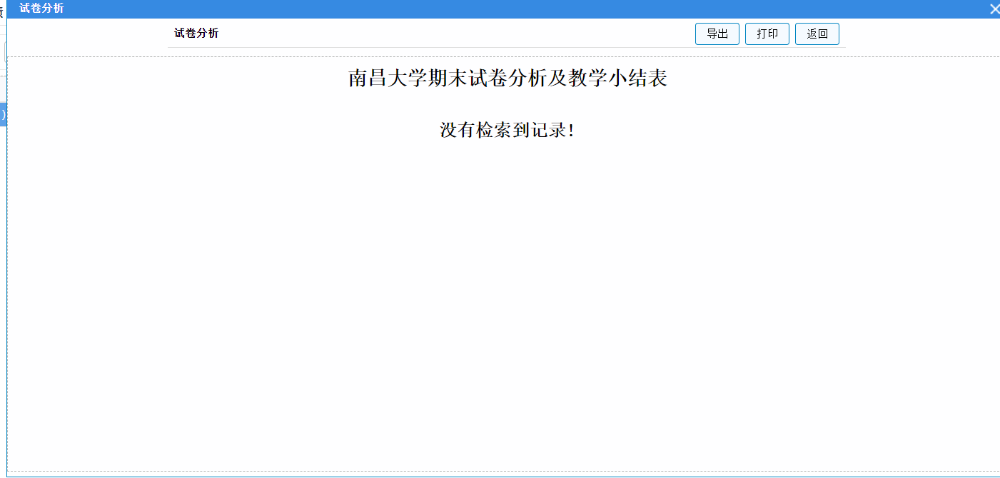 试卷分析
试卷分析
导出 打印 返回
南昌大学期末试卷分析及教学小结表
没有检索到记录!